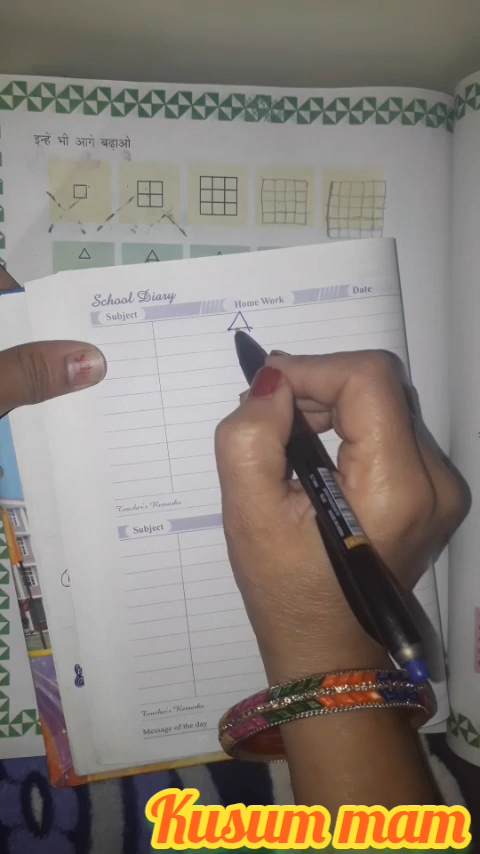 इन्हें भी आगे बढ़ाओ
School Diary
Subject Home Work Date
Teacher's Remarks
Subject
Teacher's Remarks
Message of the day
Kusum mam